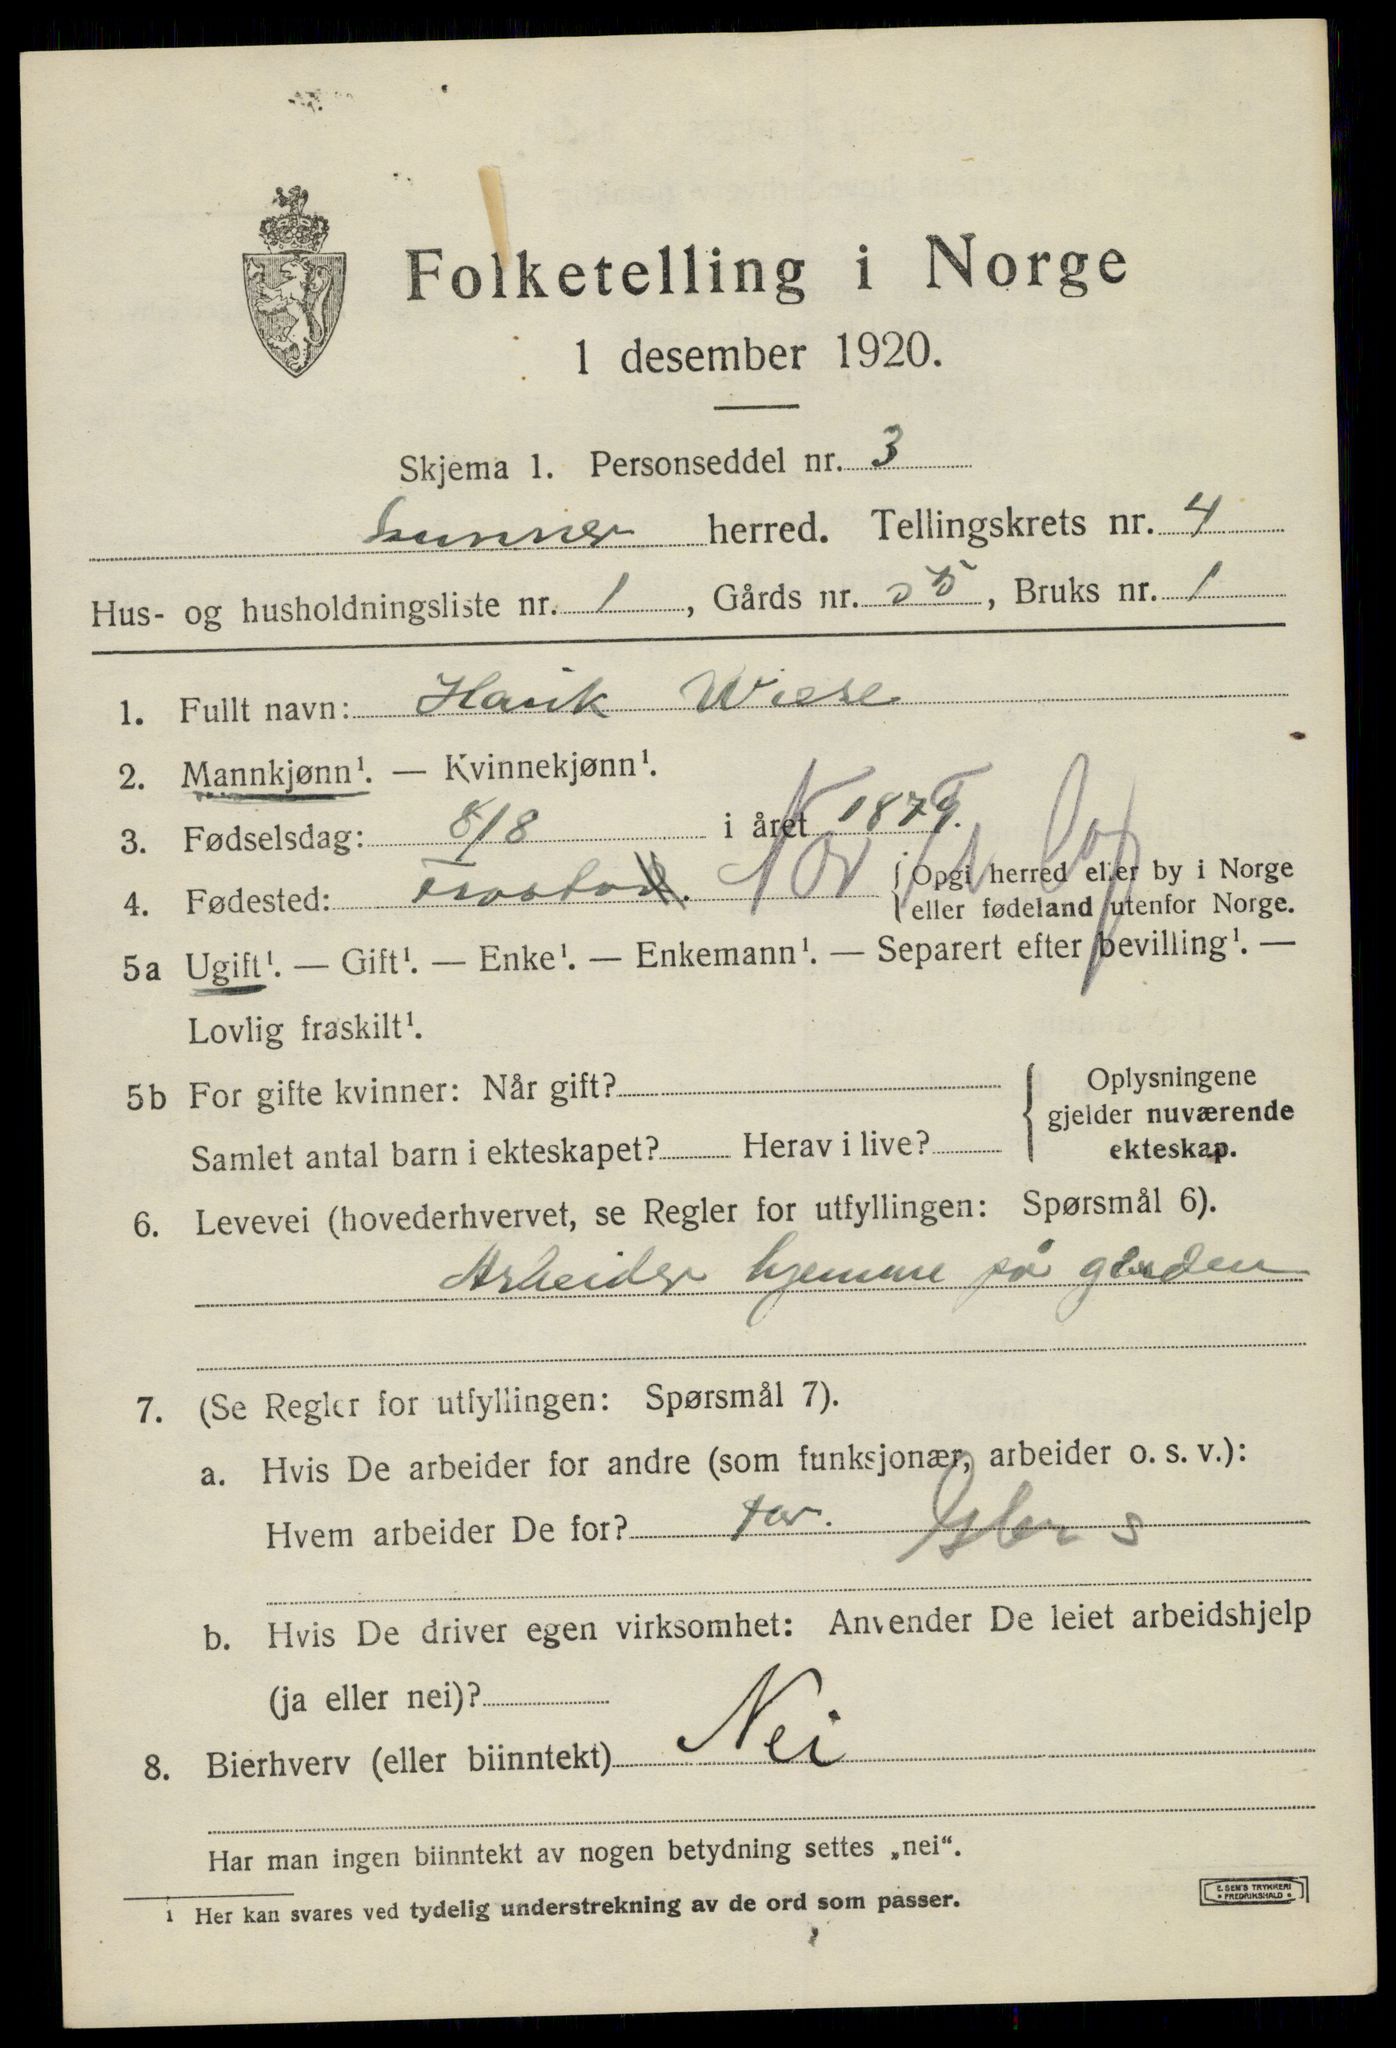 Folketelling i Norge
1 desember 1920.
Skjema 1. Personseddel nr. 3
Lunner herred. Tellingskrets nr. 4
Hus- og husholdningsliste nr. 1, Gårds nr. 55, Bruks nr. 1
1. Fullt navn: Wiese
2. Mannkjønn¹. — Kvinnekjønn¹.
3. Fødselsdag: 8/8 i året 1879.
4. Fødested: {Opgi herred eller by i Norge
eller fødeland utenfor Norge.
5a Ugift¹. — Gift¹. — Enke¹. — Enkemann¹. — Separert efter bevilling¹. —
Lovlig fraskilt¹.
5b For gifte kvinner: Når gift? { Oplysningene
gjelder nuværende
Samlet antal barn i ekteskapet? Herav i live? ekteskap.
6. Levevei (hovederhvervet, se Regler for utfyllingen: Spørsmål 6).
Arbeider hjemme på garden
7. (Se Regler for utfyllingen: Spørsmål 7).
a. Hvis De arbeider for andre (som funksjonær, arbeider o. s. v.):
Hvem arbeider De for? far.
b. Hvis De driver egen virksomhet: Anvender De leiet arbeidshjelp
(ja eller nei)?
8. Bierhverv (eller biinntekt) Nei
Har man ingen biinntekt av nogen betydning settes „nei“.
1 Her kan svares ved tydelig understrekning av de ord som passer.
E. SEM'S TRYKKERI
• FREDRIKSHALD •